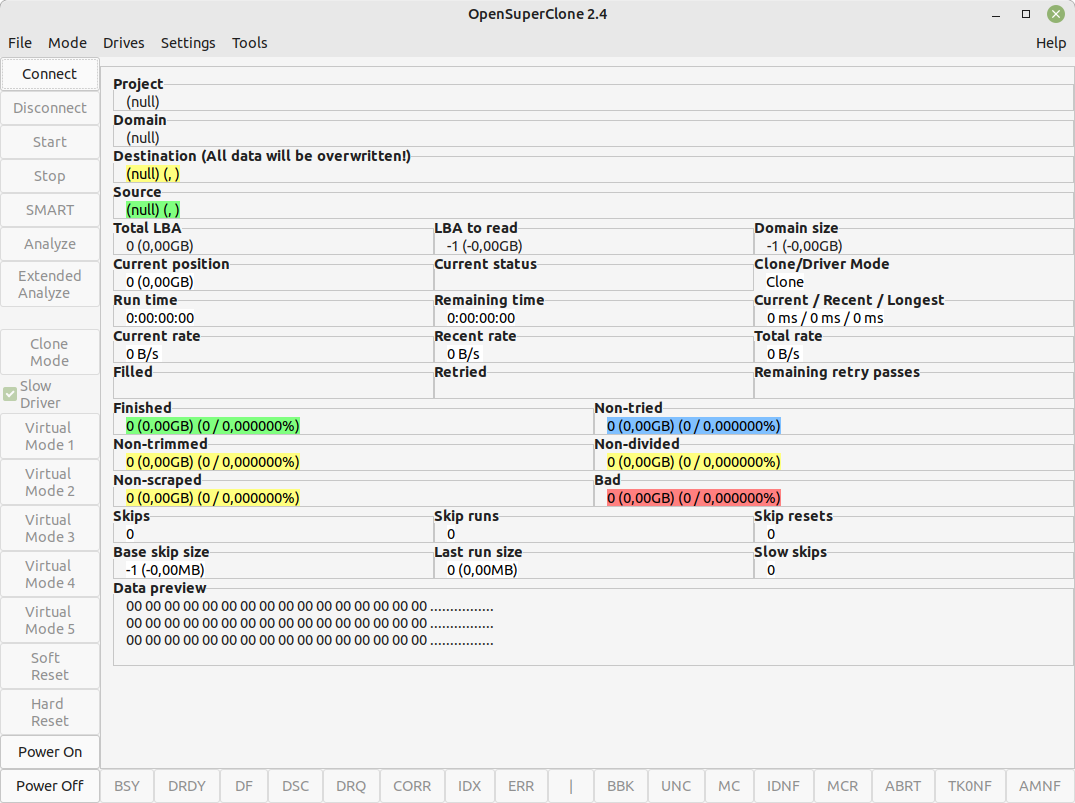 OpenSuperClone 2.4
File Mode Drives Settings Tools Help
Connect
Disconnect
Start
Stop
SMART
Analyze
Extended
Analyze
Clone
Mode
Slow
Driver
Virtual
Mode 1
Virtual
Mode 2
Virtual
Mode 3
Virtual
Mode 4
Virtual
Mode 5
Soft
Reset
Hard
Reset
Power On
Power Off
Project
(null)
Domain
(null)
Destination (All data will be overwritten!)
(null) (, )
Source
(null) (, )
Total LBA LBA to read Domain size
0 (0,00GB) -1 (-0,00GB) -1 (-0,00GB)
Current position Current status Clone/Driver Mode
0 (0,00GB) Clone
Run time Remaining time Current / Recent / Longest
0:00:00:00 0:00:00:00 0 ms / 0 ms / 0 ms
Current rate Recent rate Total rate
0 B/s 0 B/s 0 B/s
Filled Retried Remaining retry passes
Finished Non-tried
0 (0,00GB) (0 / 0,000000%) 0 (0,00GB) (0 / 0,000000%)
Non-trimmed Non-divided
0 (0,00GB) (0 / 0,000000%) 0 (0,00GB) (0 / 0,000000%)
Non-scraped Bad
0 (0,00GB) (0 / 0,000000%) 0 (0,00GB) (0 / 0,000000%)
Skips Skip runs Skip resets
0 0 0
Base skip size Last run size Slow skips
-1 (-0,00MB) 0 (0,00MB) 0
Data preview
00 00 00 00 00 00 00 00 00 00 00 00 00 00 00 00 ................
00 00 00 00 00 00 00 00 00 00 00 00 00 00 00 00 ................
00 00 00 00 00 00 00 00 00 00 00 00 00 00 00 00 ................
BSY DRDY DF DSC DRQ CORR IDX ERR | BBK UNC MC IDNF MCR ABRT TK0NF AMNF